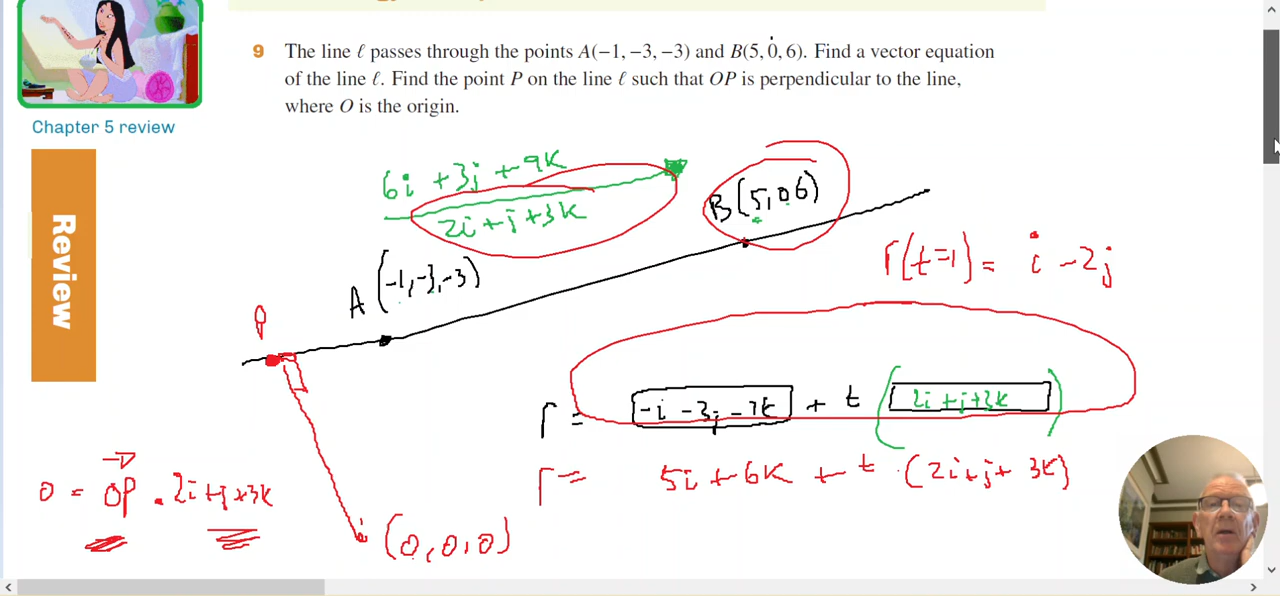 9 The line ℓ passes through the points A(−1, −3, −3) and B(5, 0, 6). Find a vector equation
of the line ℓ. Find the point P on the line ℓ such that OP is perpendicular to the line,
where O is the origin.
Chapter 5 review
Review
6i + 3j + 9k
2i + j + 3k
B(5, 0 6)
A(-1, -3, -3)
r(t=1) = i - 2j
P
r = -i - 3j - 3k + t (2i + j + 3k)
r = 5i + 6k + t (2i + j + 3k)
0 = OP . 2i + j + 3k
(0, 0, 0)